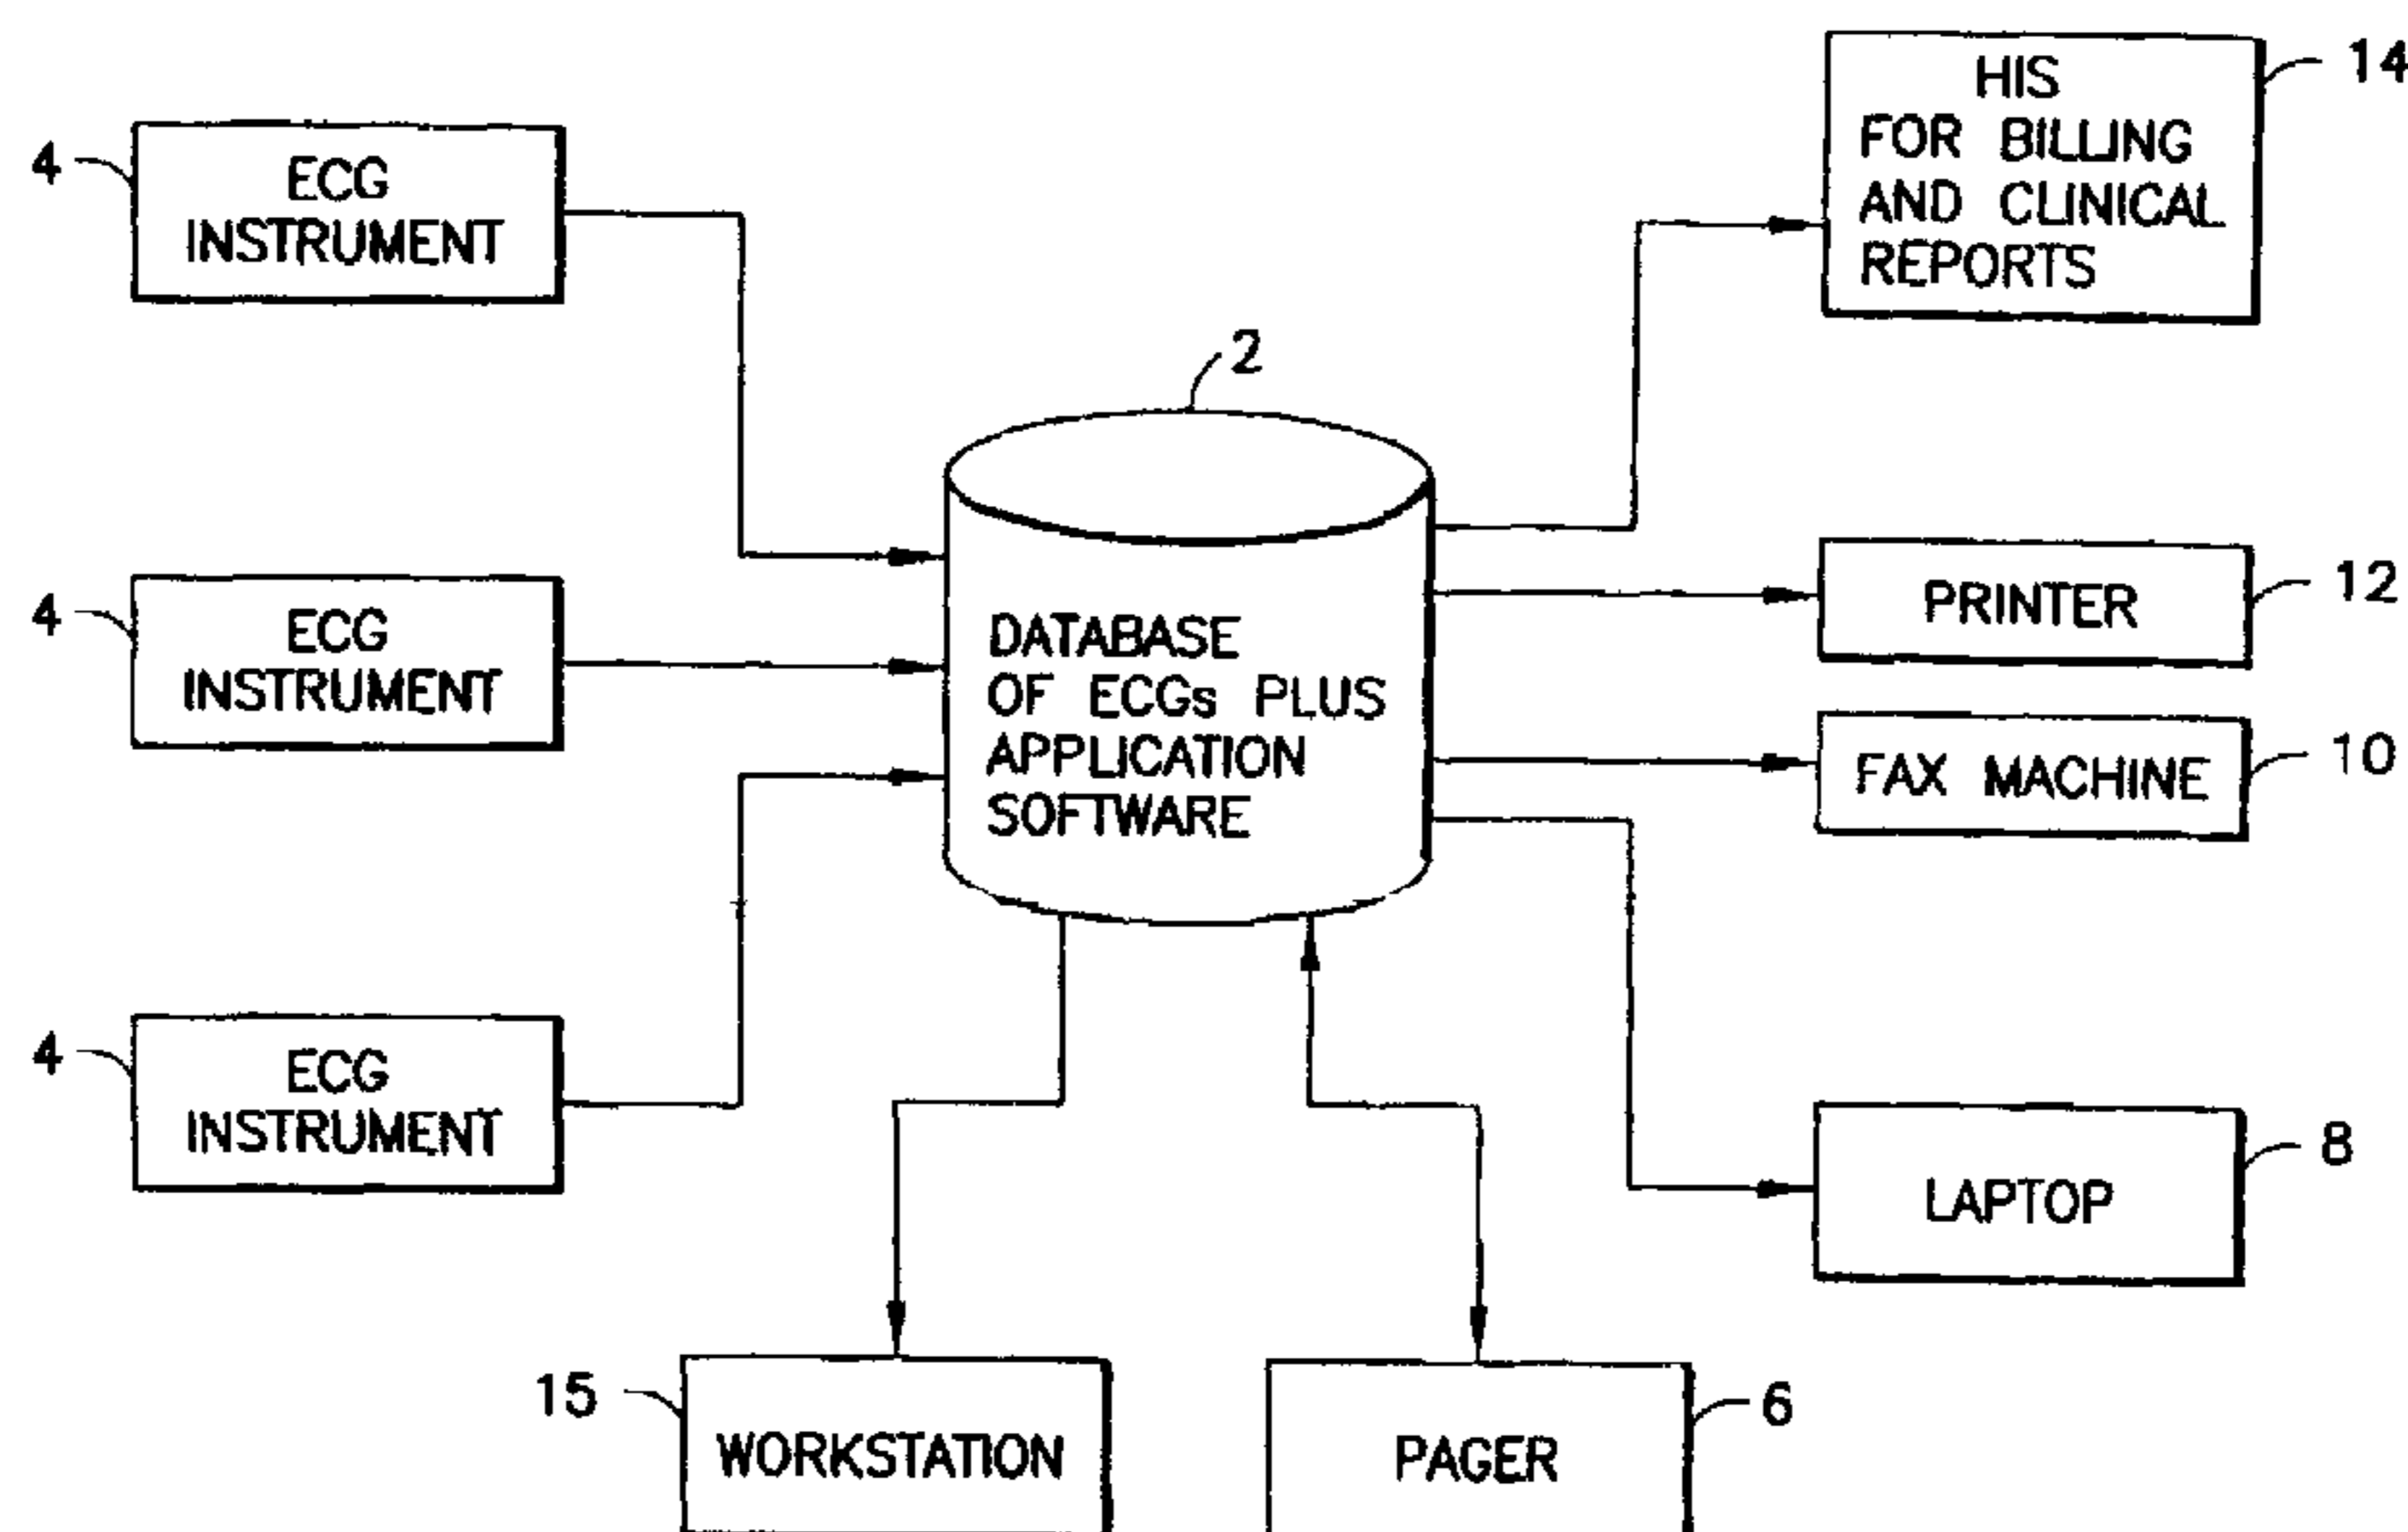 HIS
FOR BILLING
AND CLINICAL
REPORTS
14
4
ECG
INSTRUMENT
2
4
ECG
INSTRUMENT
DATABASE
OF ECGs PLUS
APPLICATION
SOFTWARE
PRINTER
12
FAX MACHINE
10
4
ECG
INSTRUMENT
LAPTOP
8
15
WORKSTATION
PAGER
6